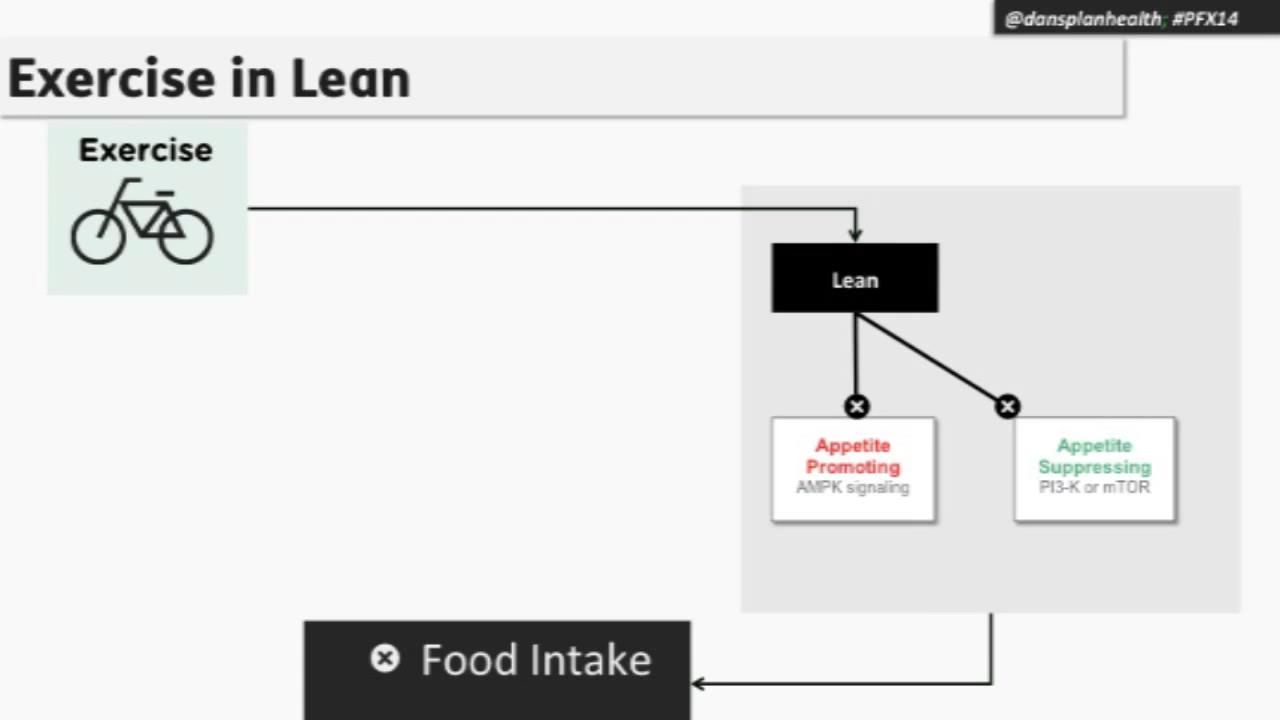 @dansplanhealth; #PFX14
Exercise in Lean
Exercise
Lean
Appetite
Promoting
AMPK signaling
Appetite
Suppressing
PI3-K or mTOR
Food Intake